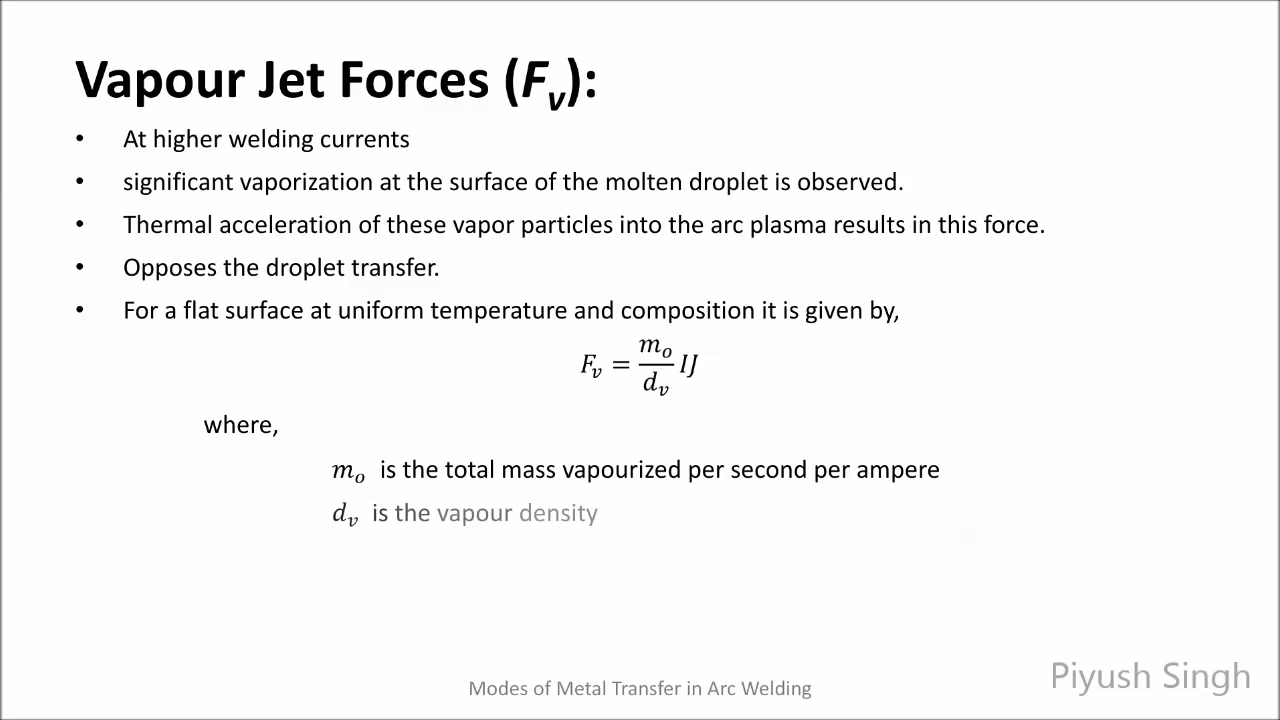 Vapour Jet Forces (Fv):
• At higher welding currents
• significant vaporization at the surface of the molten droplet is observed.
• Thermal acceleration of these vapor particles into the arc plasma results in this force.
• Opposes the droplet transfer.
• For a flat surface at uniform temperature and composition it is given by,
Fv = mo/dv IJ
where,
mo is the total mass vapourized per second per ampere
dv is the vapour density
Modes of Metal Transfer in Arc Welding
Piyush Singh